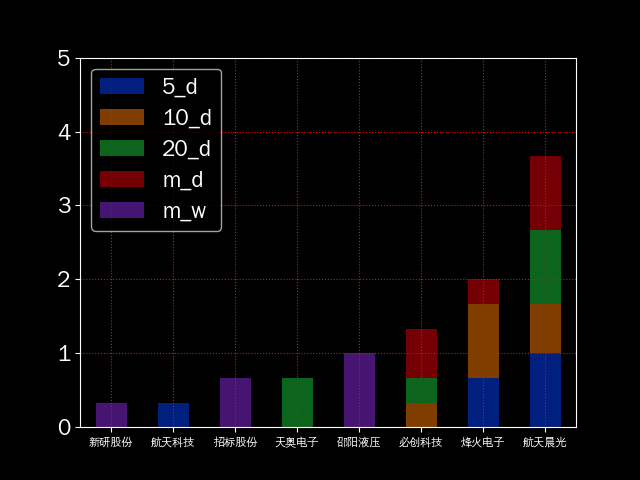 5
4
3
2
1
0
5_d
10_d
20_d
m_d
m_w
新研股份 航天科技 招标股份 天奥电子 邵阳液压 必创科技 烽火电子 航天晨光